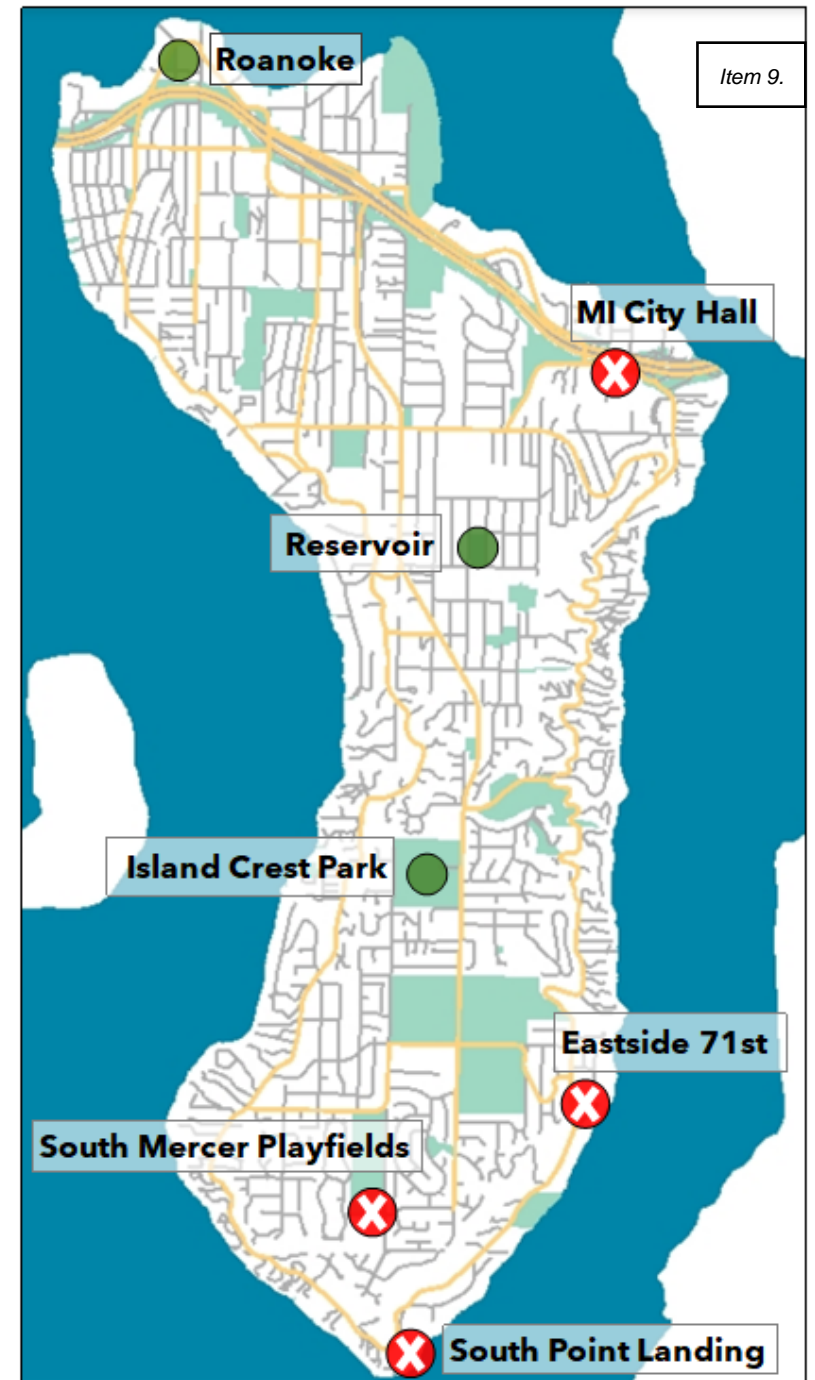 Roanoke
Item 9.
MI City Hall
Reservoir
Island Crest Park
Eastside 71st
South Mercer Playfields
South Point Landing